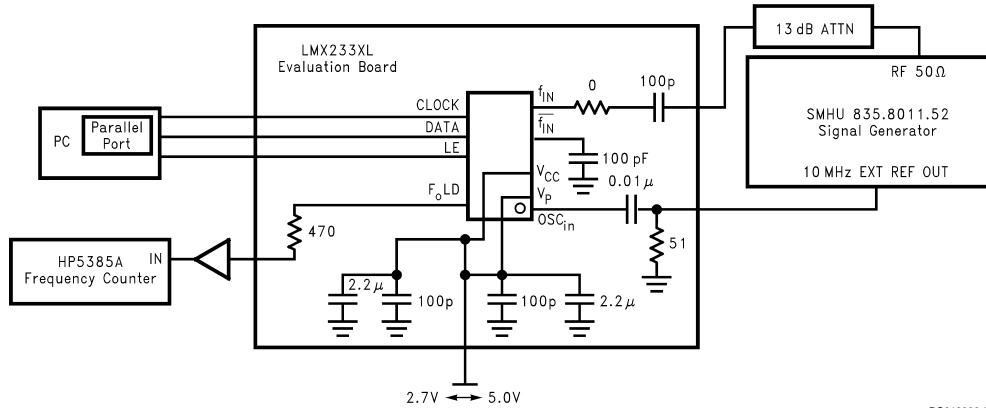 13 dB ATTN
LMX233XL
Evaluation Board
RF 50Ω
SMHU 835.8011.52
Signal Generator
10 MHz EXT REF OUT
PC
Parallel
Port
CLOCK
DATA
LE
FoLD
fIN
fIN
VCC
VP
OSCin
0
100p
100 pF
0.01μ
51
470
HP5385A
Frequency Counter
IN
2.2μ
100p
100p
2.2μ
2.7V
5.0V